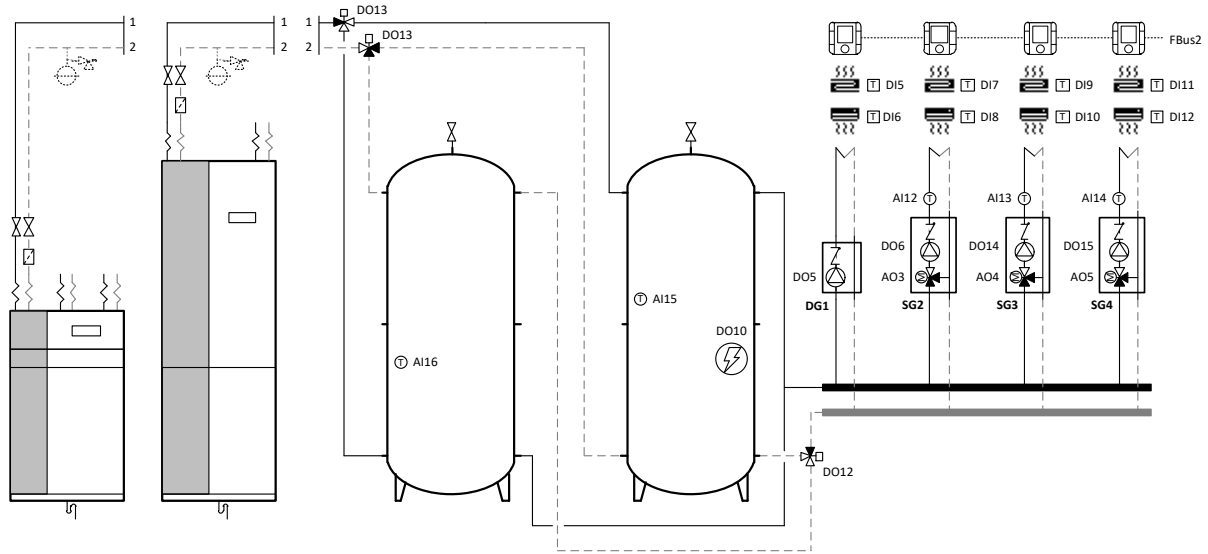 DO13
1
1
1
2
2
2
DO13
FBus2
T DI5
T DI7
T DI9
T DI11
T DI6
T DI8
T DI10
T DI12
AI12 T
AI13 T
AI14 T
DO5
DO6
DO14
DO15
AO3 M
AO4 M
AO5 M
DG1
SG2
SG3
SG4
T AI15
DO10
T AI16
DO12